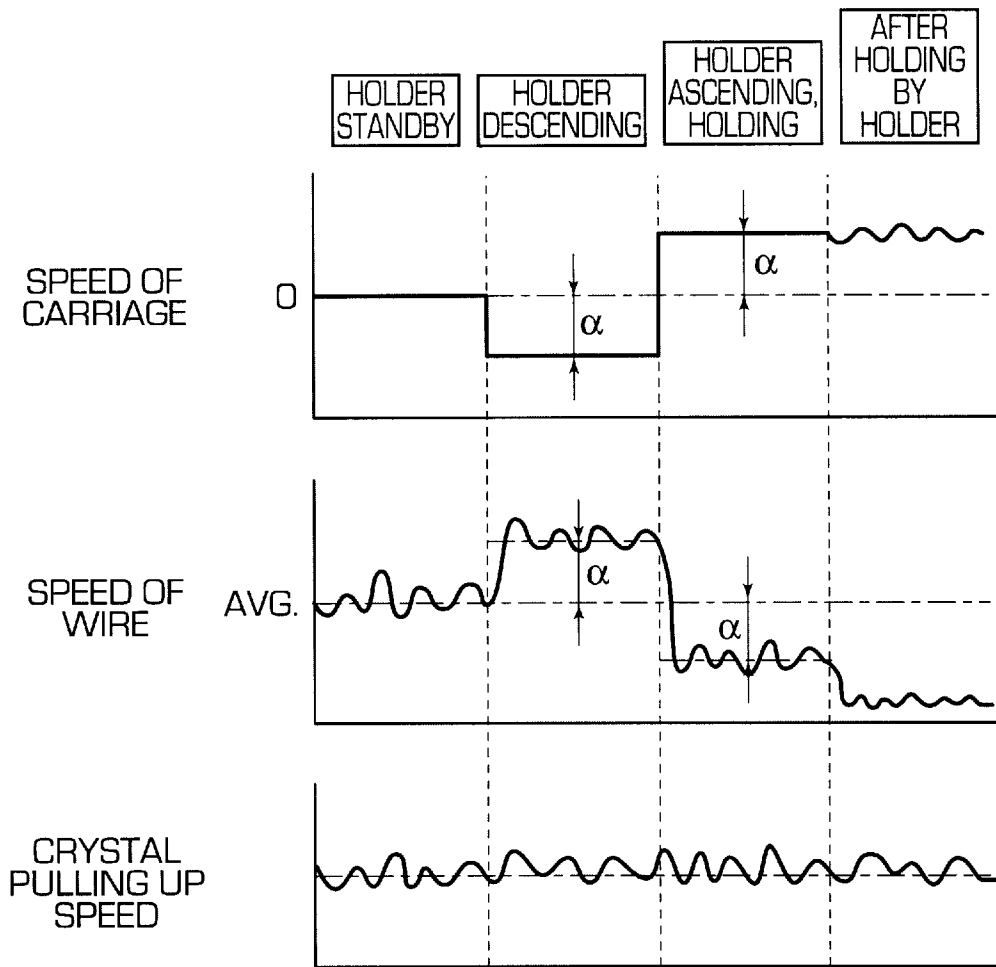 HOLDER
STANDBY
HOLDER
DESCENDING
HOLDER
ASCENDING,
HOLDING
AFTER
HOLDING
BY
HOLDER
SPEED OF
CARRIAGE
0
α
α
SPEED OF
WIRE
AVG.
α
α
CRYSTAL
PULLING UP
SPEED